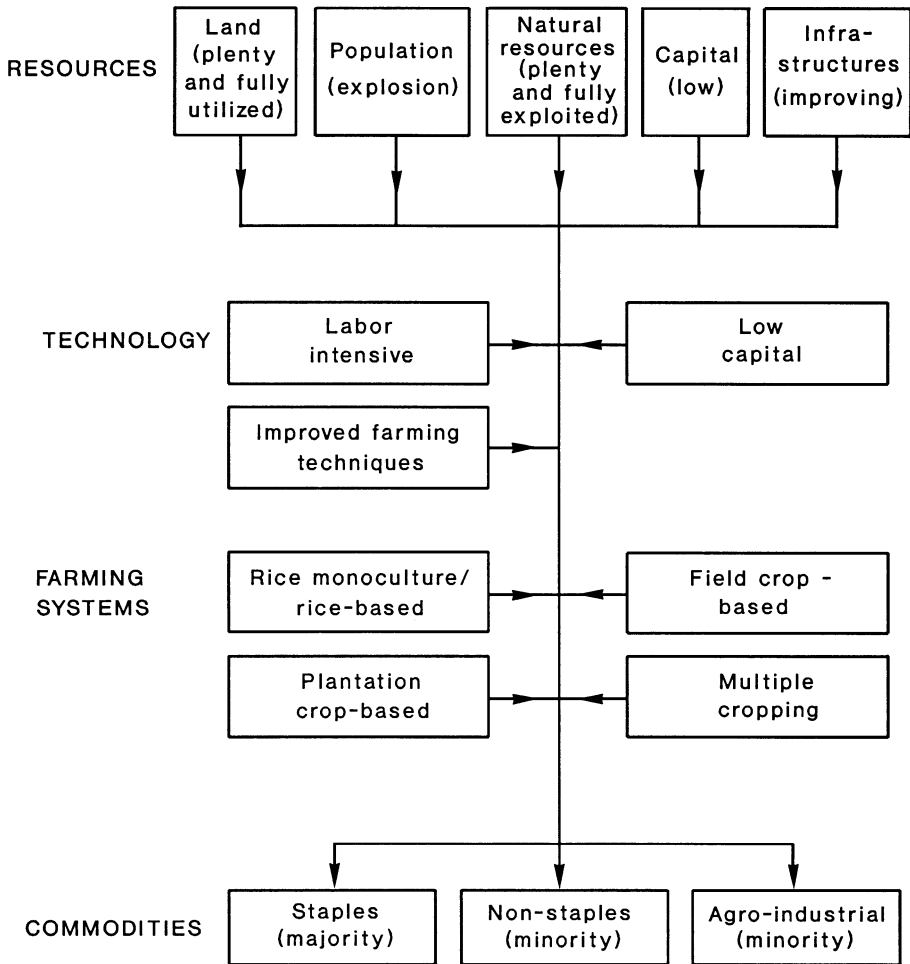 RESOURCES
Land
(plenty
and fully
utilized)
Population
(explosion)
Natural
resources
(plenty
and fully
exploited)
Capital
(low)
Infra-
structures
(improving)
TECHNOLOGY
Labor
intensive
Low
capital
Improved farming
techniques
FARMING
SYSTEMS
Rice monoculture/
rice-based
Field crop -
based
Plantation
crop-based
Multiple
cropping
COMMODITIES
Staples
(majority)
Non-staples
(minority)
Agro-industrial
(minority)